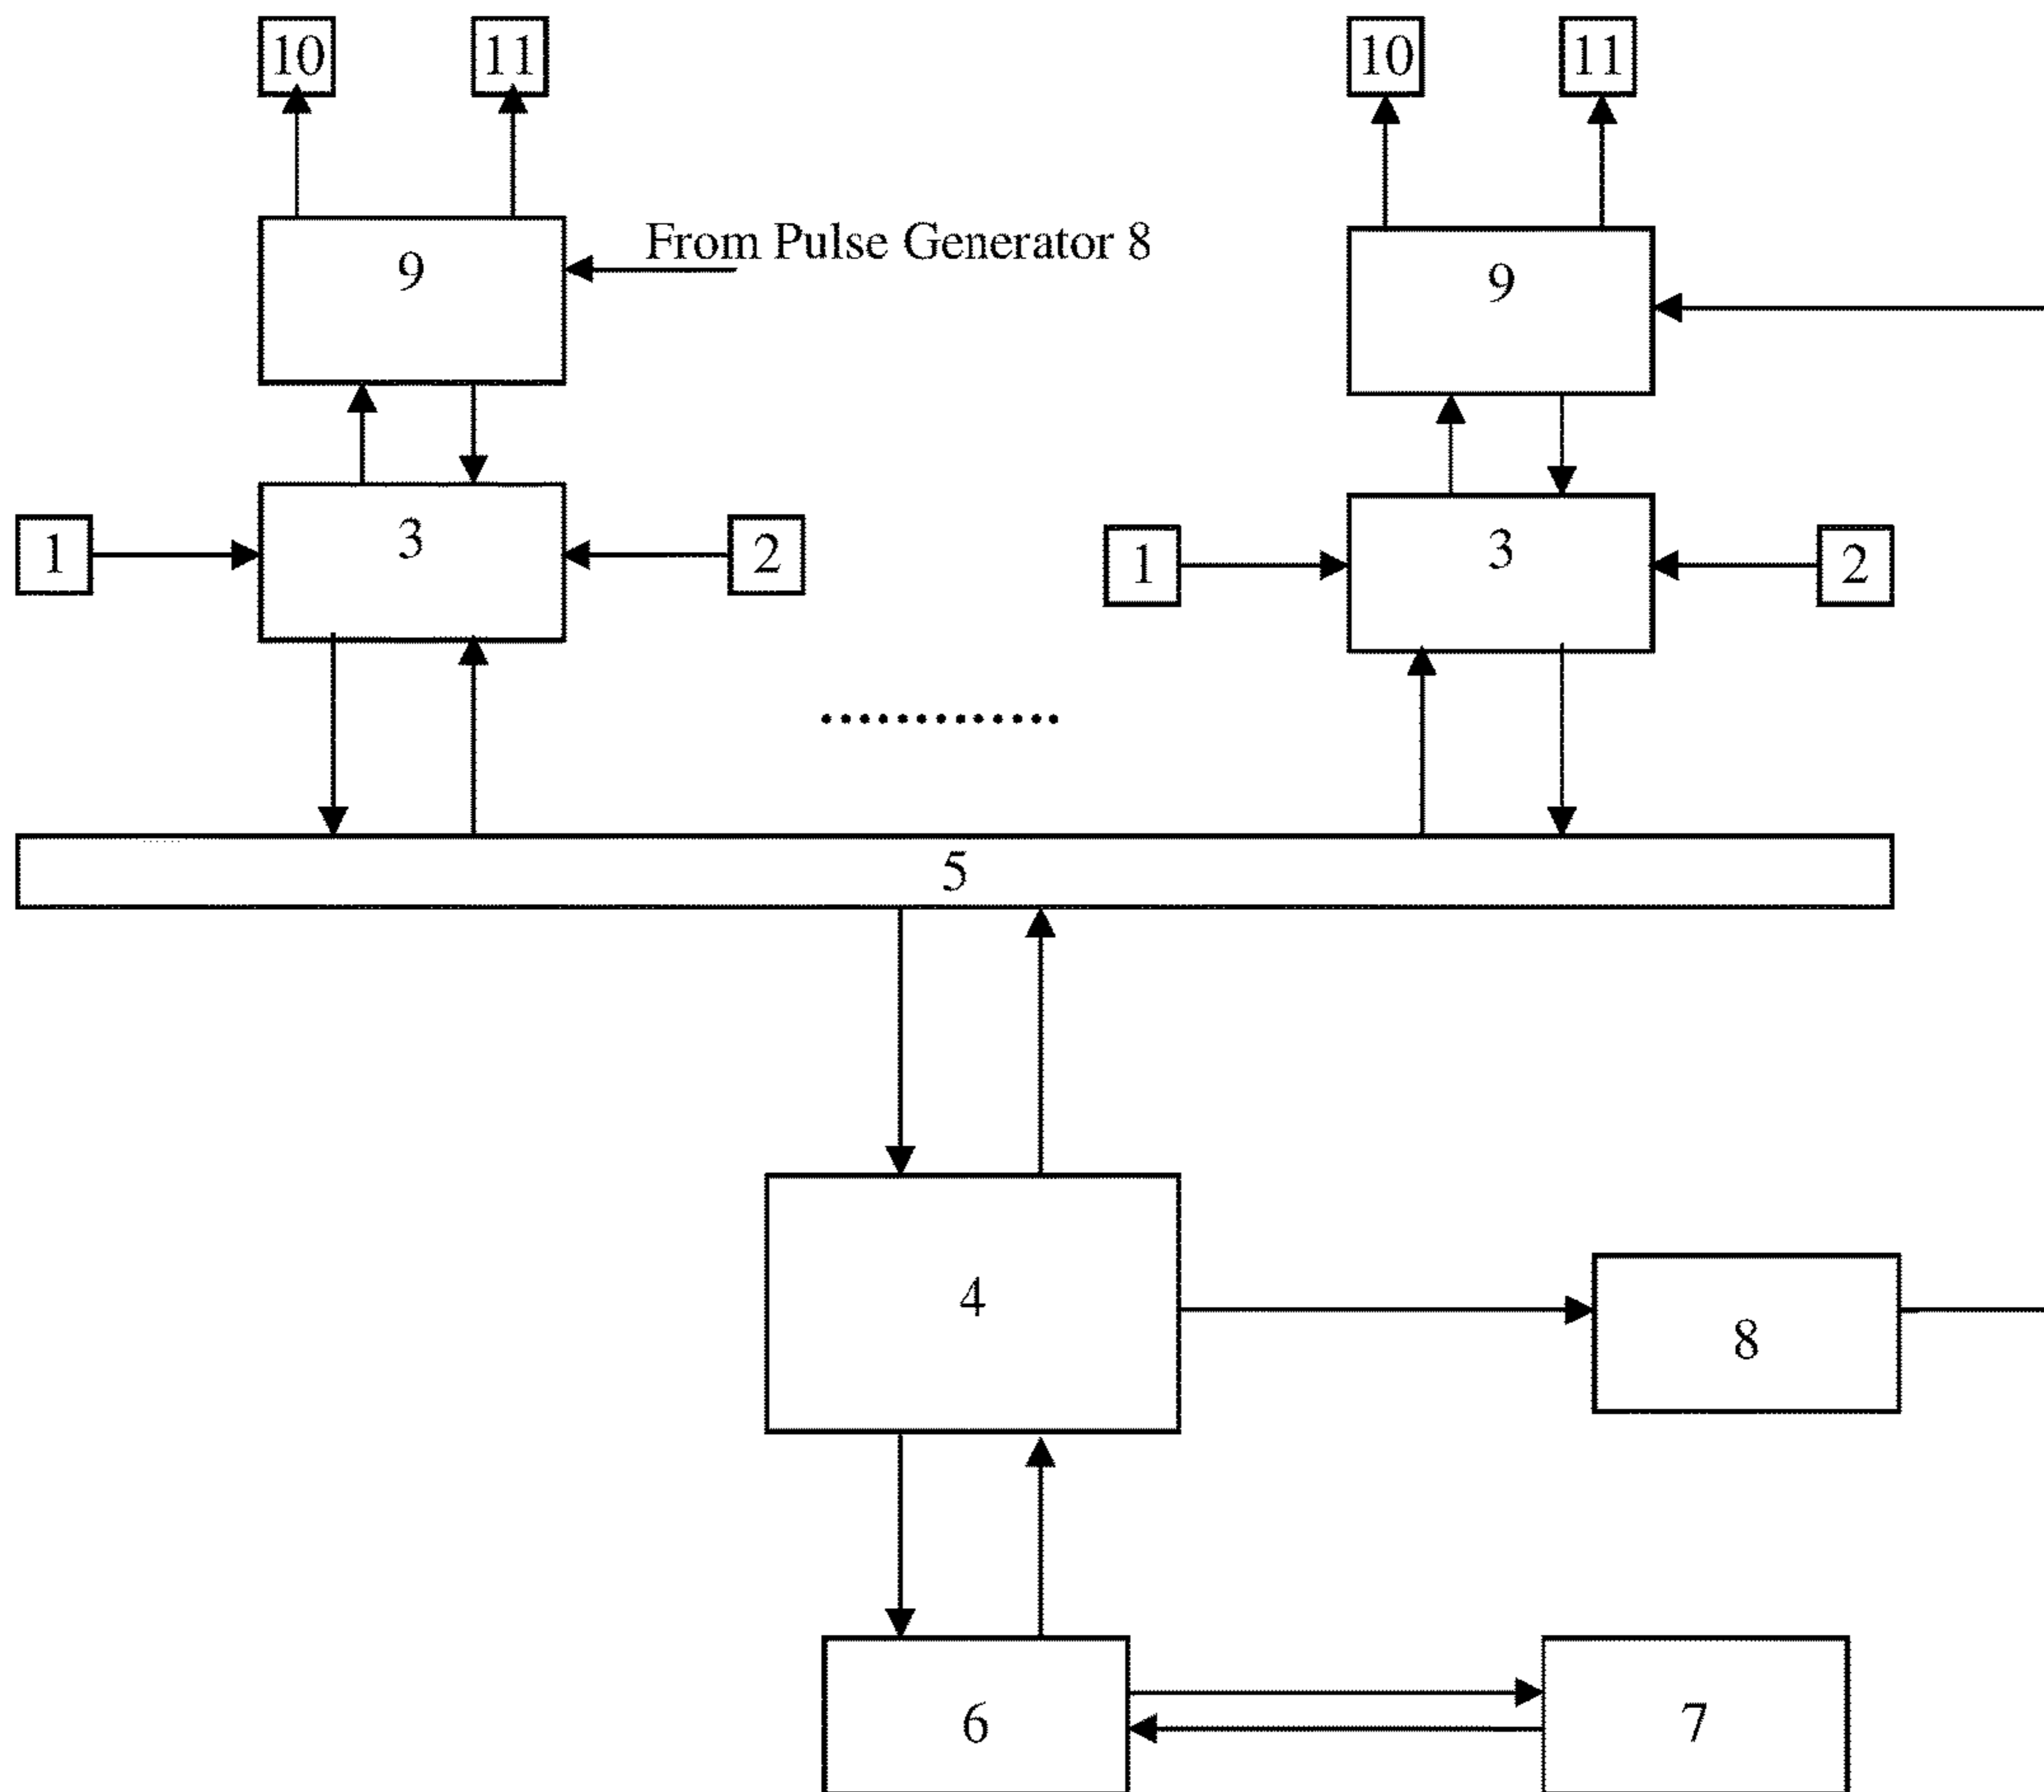 10 11 10 11
From Pulse Generator 8
9 9
3 3
1 2 1 2
.............
5
4
8
6 7